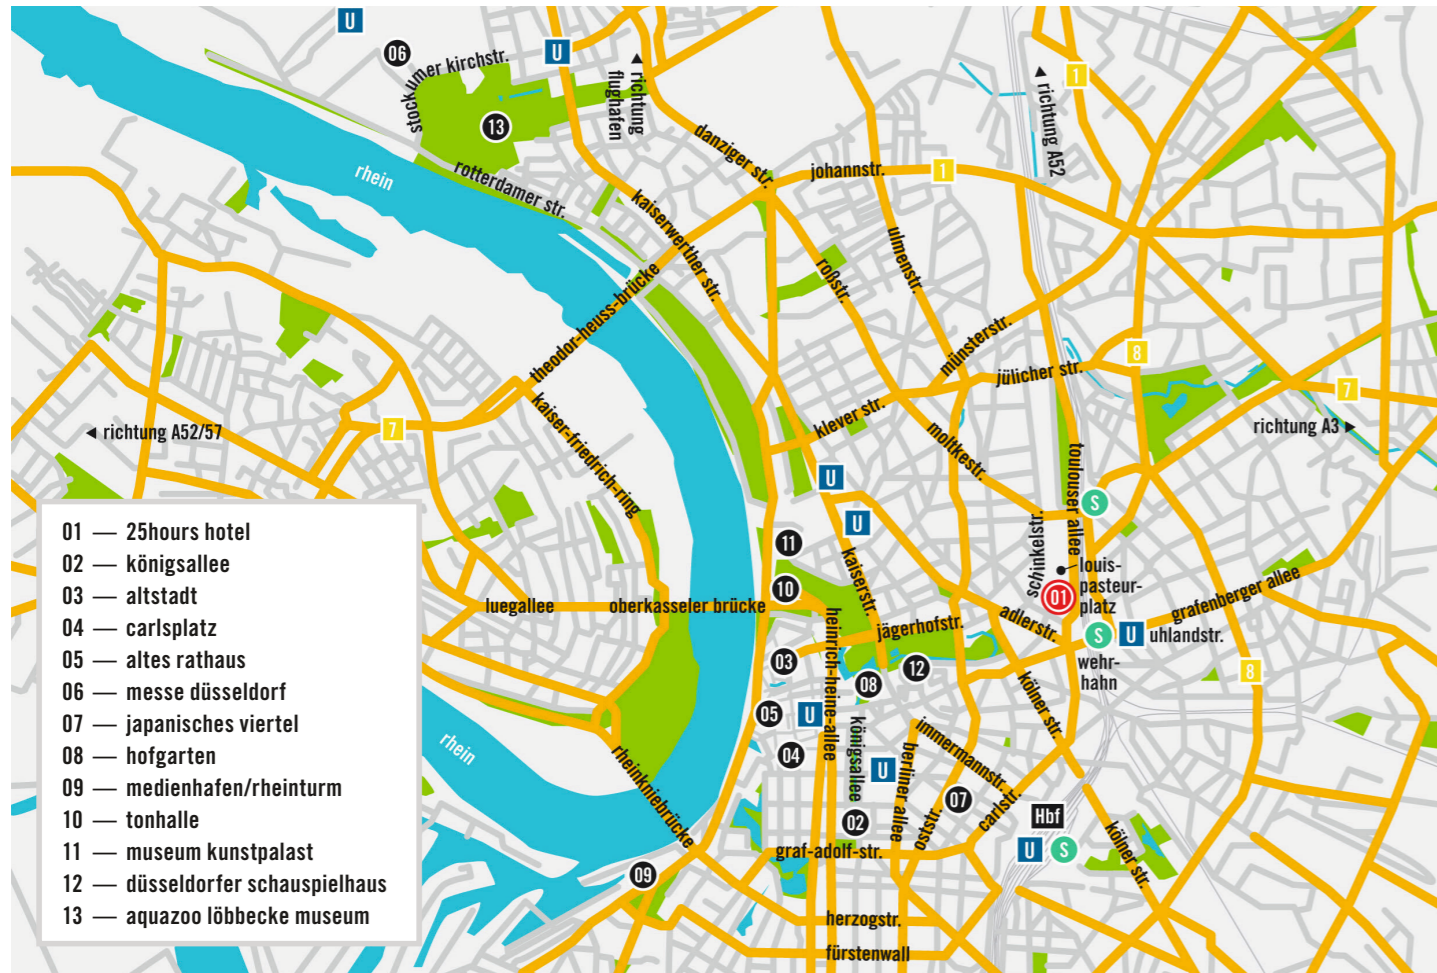 U
06
stockumer kirchstr.
U
◄ richtung flughafen
13
1
◄ richtung A52
danziger str.
johannstr.
1
rhein
rotterdamer str.
kaiserwerther str.
ulmenstr.
roßstr.
theodor-heuss-brücke
münsterstr.
8
jülicher str.
7
kaiser-friedrich-ring
klever str.
◄ richtung A52/57
7
moltkestr.
richtung A3 ►
toulouser allee
U
S
U
schinkelstr.
11
kaiserstr.
louis-
pasteur-
platz
10
01
grafenberger allee
luegallee
oberkasseler brücke
heinrich-heine-allee
jägerhofstr.
adlerstr.
S
U
uhlandstr.
03
12
wehr-
hahn
8
08
kölner str.
05
U
königsallee
immermannstr.
rhein
04
rheinkniebrücke
berliner allee
U
07
oststr.
carlstr.
02
Hbf
kölner str.
graf-adolf-str.
U
S
09
herzogstr.
fürstenwall
01 — 25hours hotel
02 — königsallee
03 — altstadt
04 — carlsplatz
05 — altes rathaus
06 — messe düsseldorf
07 — japanisches viertel
08 — hofgarten
09 — medienhafen/rheinturm
10 — tonhalle
11 — museum kunstpalast
12 — düsseldorfer schauspielhaus
13 — aquazoo löbbecke museum